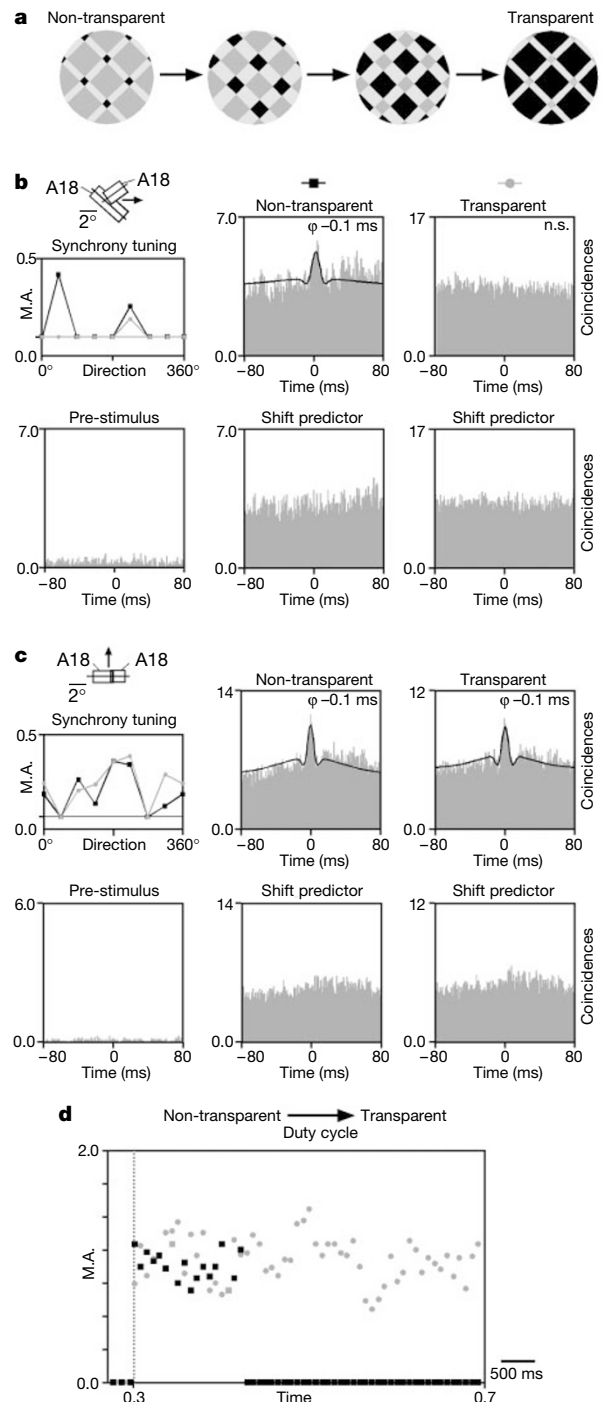 a
Non-transparent Transparent
b
A18 A18
2°
Non-transparent Transparent
Synchrony tuning
φ –0.1 ms
n.s.
0.5
M.A.
0.0
0° Direction 360°
7.0
0.0
–80 0 80
Time (ms)
17
0.0
–80 0 80
Time (ms)
Coincidences
Pre-stimulus Shift predictor Shift predictor
7.0
0.0
–80 0 80
Time (ms)
7.0
0.0
–80 0 80
Time (ms)
17
0.0
–80 0 80
Time (ms)
Coincidences
c
A18 A18
2°
Non-transparent Transparent
Synchrony tuning
φ –0.1 ms
φ –0.1 ms
0.5
M.A.
0.0
0° Direction 360°
14
0.0
–80 0 80
Time (ms)
12
0.0
–80 0 80
Time (ms)
Coincidences
Pre-stimulus Shift predictor Shift predictor
6.0
0.0
–80 0 80
Time (ms)
14
0.0
–80 0 80
Time (ms)
12
0.0
–80 0 80
Time (ms)
Coincidences
d
Non-transparent Transparent
Duty cycle
2.0
M.A.
0.0
0.3 Time 0.7
500 ms